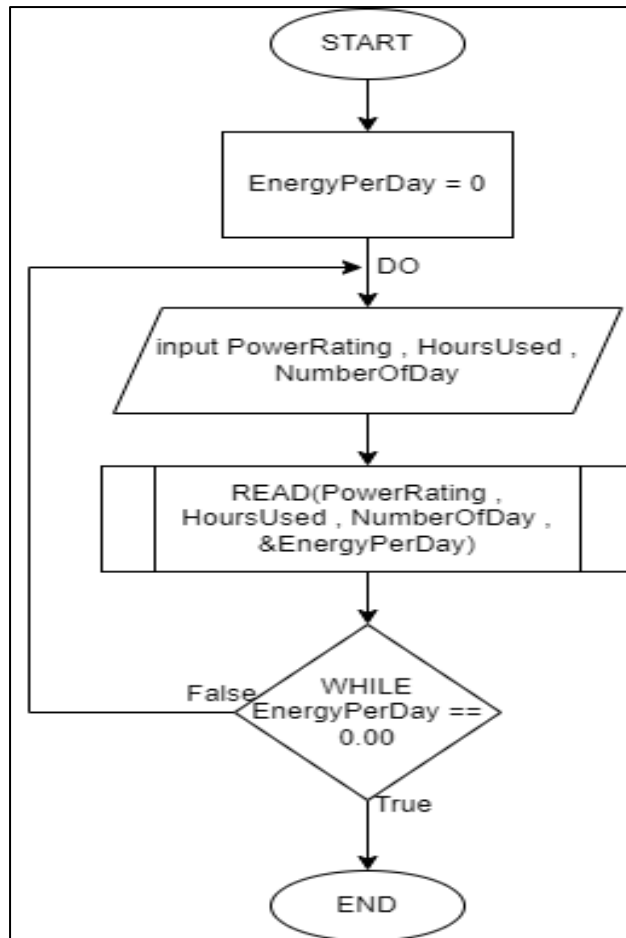 START
EnergyPerDay = 0
DO
input PowerRating , HoursUsed ,
NumberOfDay
READ(PowerRating ,
HoursUsed , NumberOfDay ,
&EnergyPerDay)
False
WHILE
EnergyPerDay ==
0.00
True
END